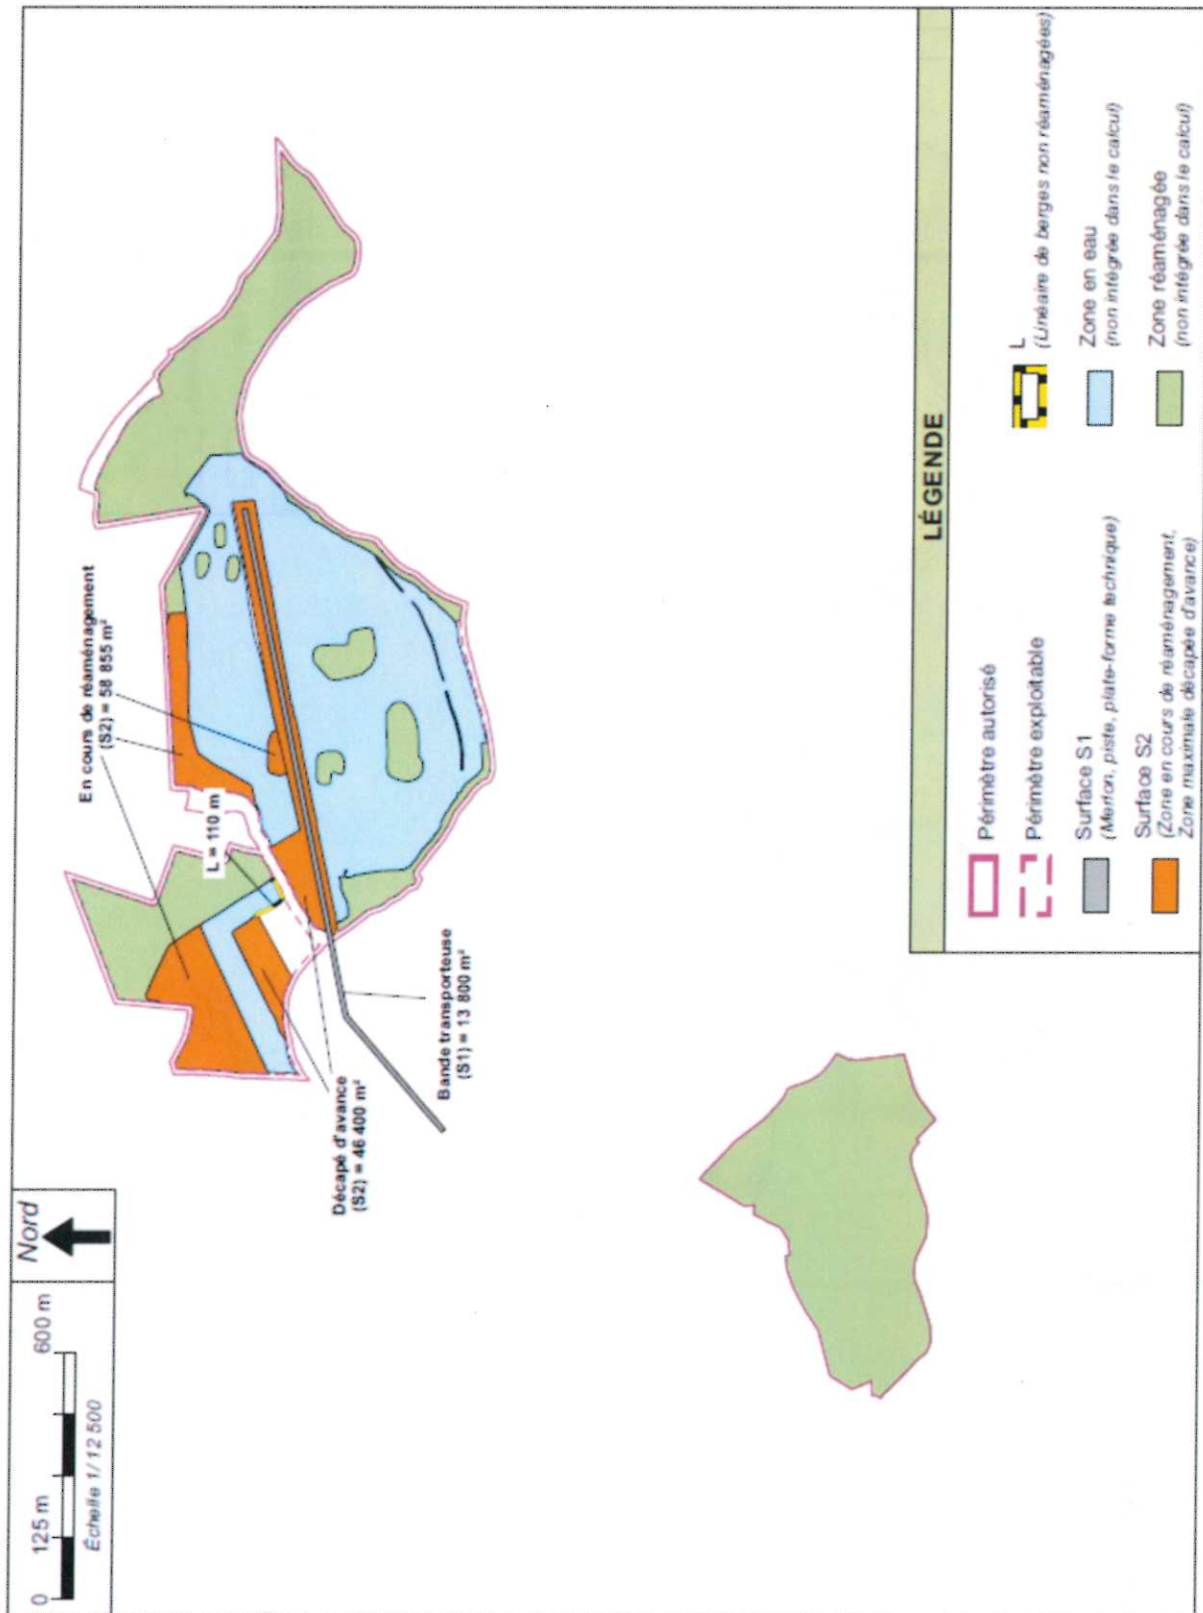 0
125 m
600 m
Échelle 1/12 500
Nord
En cours de réaménagement
(S2) = 58 855 m²
L = 110 m
Décapé d'avance
(S2) = 46 400 m²
Bande transporteuse
(S1) = 13 800 m²
LÉGENDE
Périmètre autorisé
Périmètre exploitable
Surface S1
(Merlon, piste, plate-forme technique)
Surface S2
(Zone en cours de réaménagement,
Zone maximale décapée d'avance)
L
(Linéaire de berges non réaménagées)
Zone en eau
(non intégrée dans le calcul)
Zone réaménagée
(non intégrée dans le calcul)